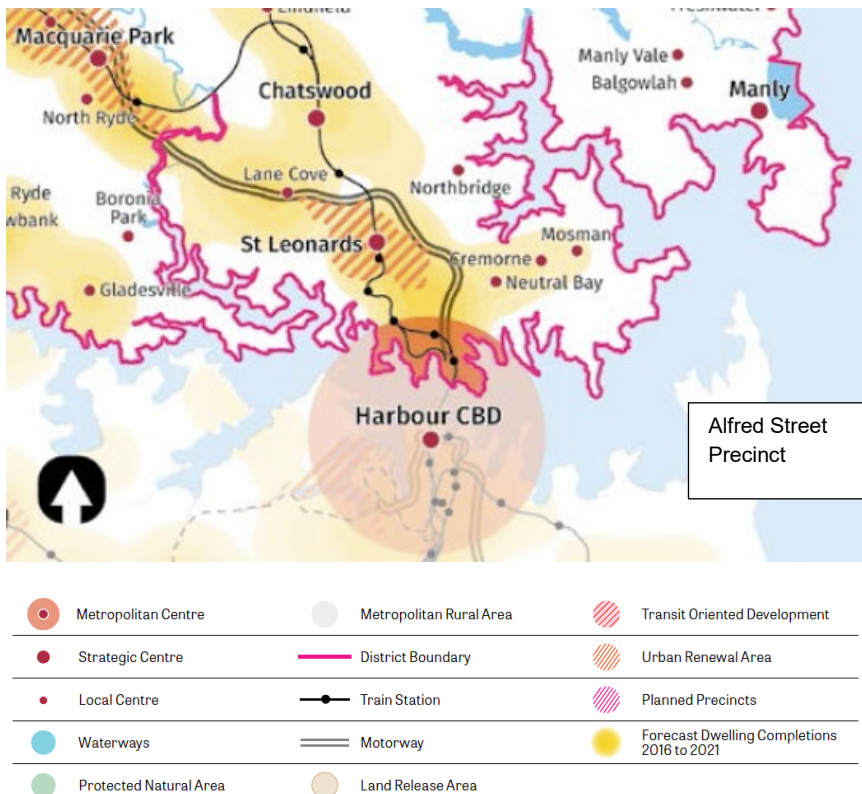 Macquarie Park
North Ryde
Chatswood
Manly Vale
Balgowlah
Manly
Lane Cove
Northbridge
Ryde
wbank
Boronia
Park
St Leonards
Mosman
Cremorne
Neutral Bay
Gladesville
Harbour CBD
Alfred Street
Precinct
Metropolitan Centre
Metropolitan Rural Area
Transit Oriented Development
Strategic Centre
District Boundary
Urban Renewal Area
Local Centre
Train Station
Planned Precincts
Waterways
Motorway
Forecast Dwelling Completions
2016 to 2021
Protected Natural Area
Land Release Area